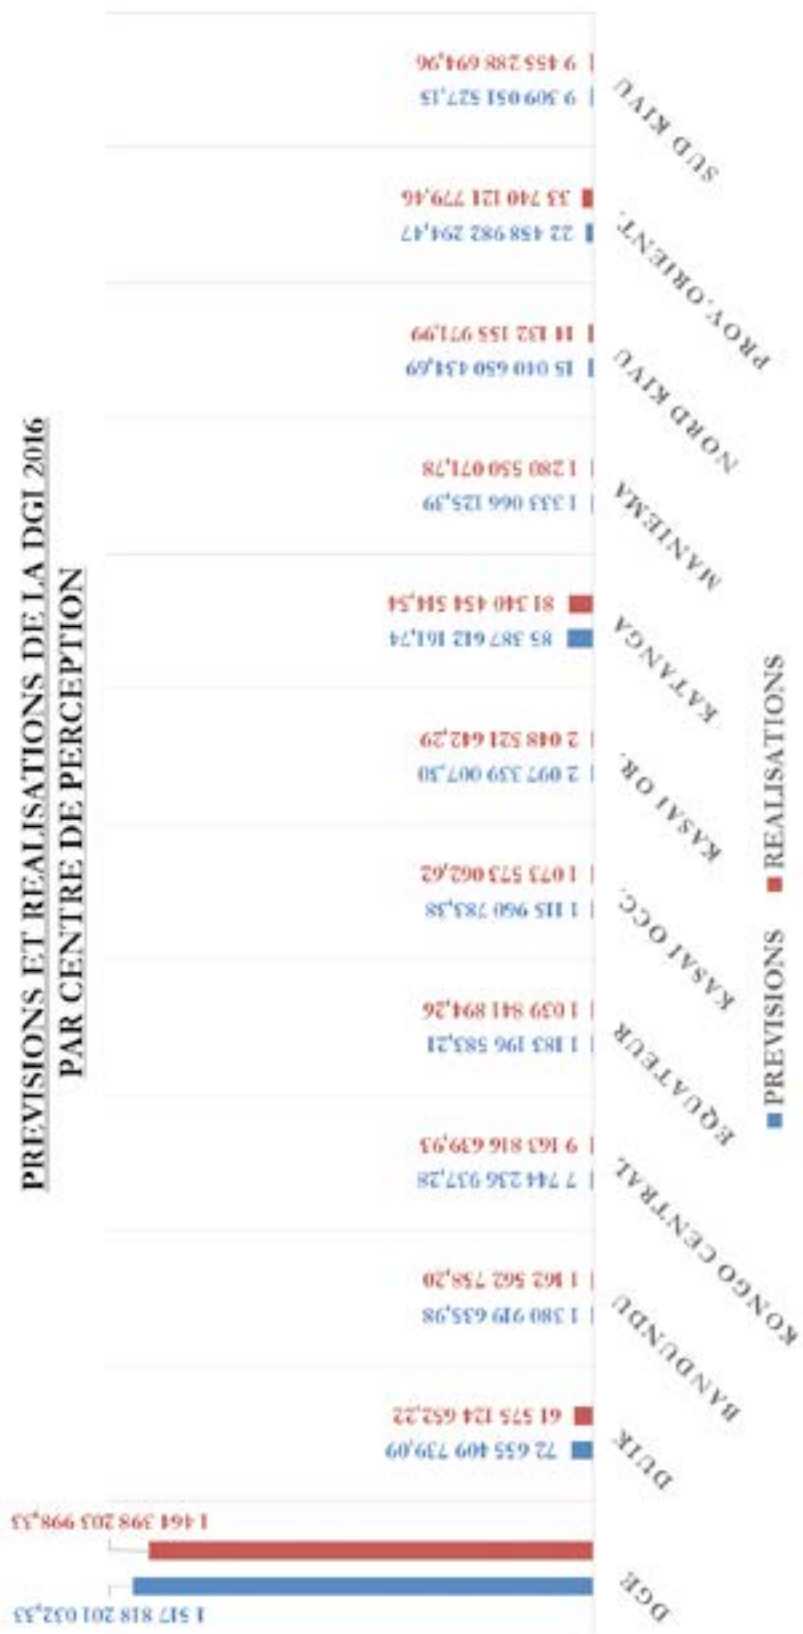 PREVISIONS ET REALISATIONS DE LA DGI 2016
PAR CENTRE DE PERCEPTION
1 517 818 201 032,33
1 461 398 203 998,33
72 635 409 739,09
61 575 124 652,22
1 380 919 635,98
1 162 562 758,20
7 744 236 937,28
9 163 816 639,93
1 183 196 583,21
1 039 841 894,26
1 115 960 783,38
1 073 573 062,62
2 097 339 007,30
2 048 521 642,29
85 387 612 161,74
81 340 454 514,54
1 333 066 125,39
1 280 550 071,78
15 040 650 434,69
14 132 155 971,99
22 458 982 294,47
33 740 121 779,46
9 309 051 527,15
9 455 288 694,96
DGE
DUIK
BANDUNDU
KONGO CENTRAL
EQUATEUR
KASAI OCC.
KASAI OR.
KATANGA
MANIEMA
NORD KIVU
PROV.ORIENT.
SUD KIVU
PREVISIONS
REALISATIONS